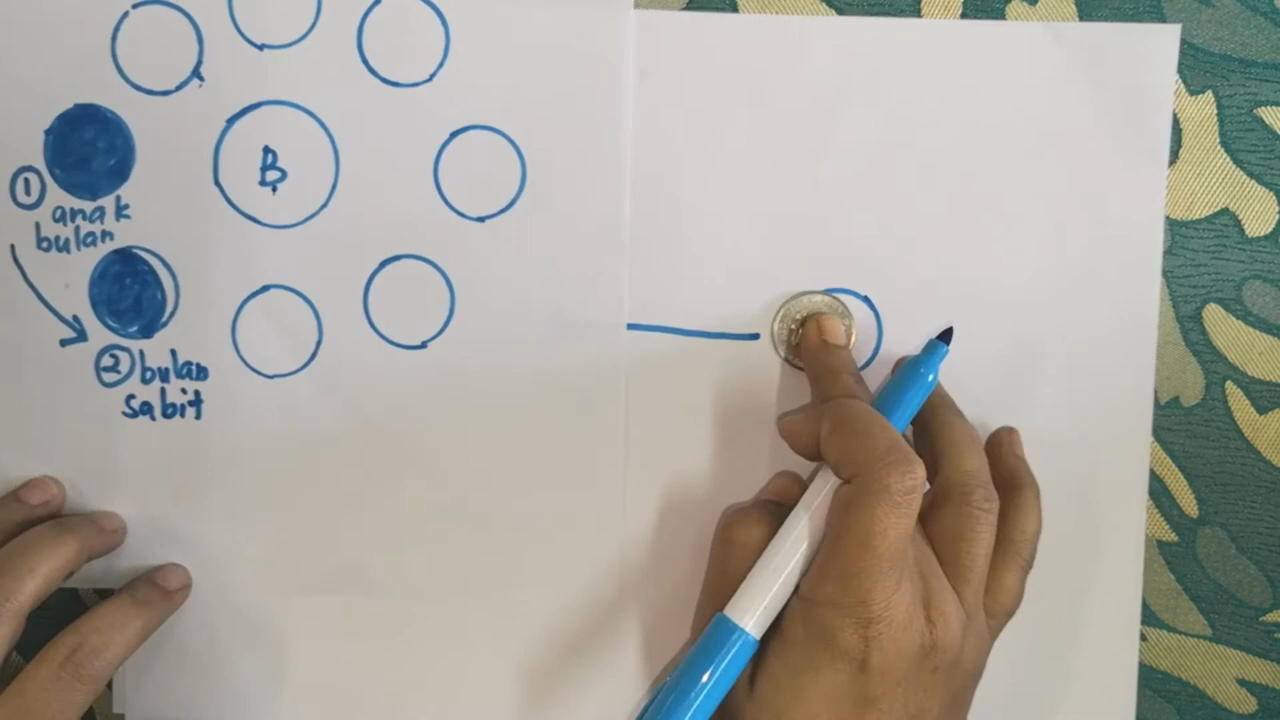 B
① anak
bulan
② bulan
sabit